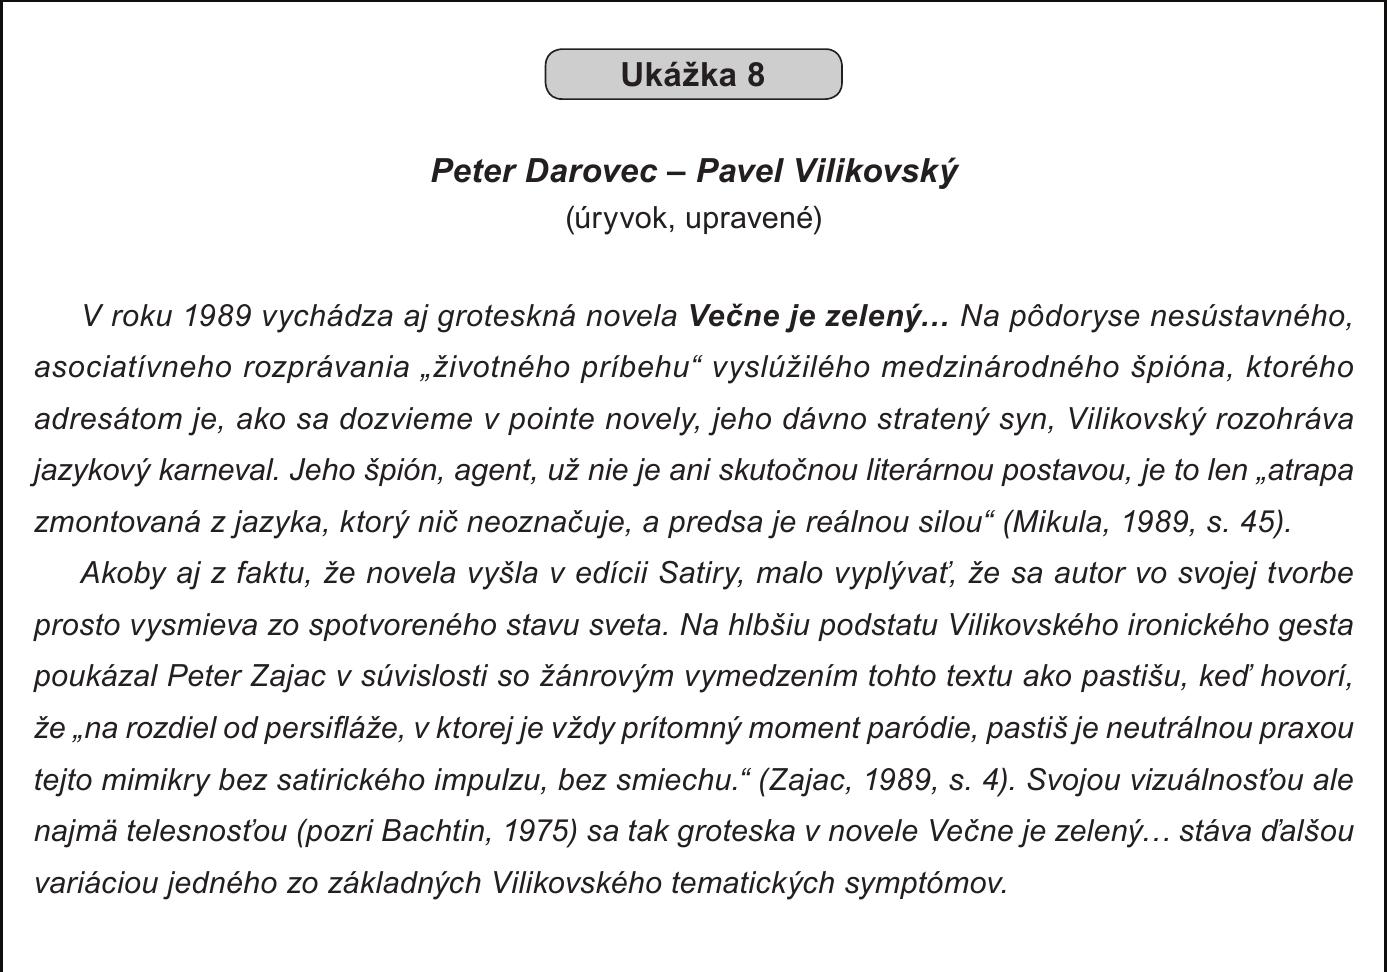 Ukážka 8
Peter Darovec – Pavel Vilikovský
(úryvok, upravené)
V roku 1989 vychádza aj groteskná novela Večne je zelený… Na pôdoryse nesústavného,
asociatívneho rozprávania „životného príbehu“ vyslúžilého medzinárodného špióna, ktorého
adresátom je, ako sa dozvieme v pointe novely, jeho dávno stratený syn, Vilikovský rozohráva
jazykový karneval. Jeho špión, agent, už nie je ani skutočnou literárnou postavou, je to len „atrapa
zmontovaná z jazyka, ktorý nič neoznačuje, a predsa je reálnou silou“ (Mikula, 1989, s. 45).
Akoby aj z faktu, že novela vyšla v edícii Satiry, malo vyplývať, že sa autor vo svojej tvorbe
prosto vysmieva zo spotvoreného stavu sveta. Na hlbšiu podstatu Vilikovského ironického gesta
poukázal Peter Zajac v súvislosti so žánrovým vymedzením tohto textu ako pastišu, keď hovorí,
že „na rozdiel od persifláže, v ktorej je vždy prítomný moment paródie, pastiš je neutrálnou praxou
tejto mimikry bez satirického impulzu, bez smiechu.“ (Zajac, 1989, s. 4). Svojou vizuálnosťou ale
najmä telesnosťou (pozri Bachtin, 1975) sa tak groteska v novele Večne je zelený… stáva ďalšou
variáciou jedného zo základných Vilikovského tematických symptómov.